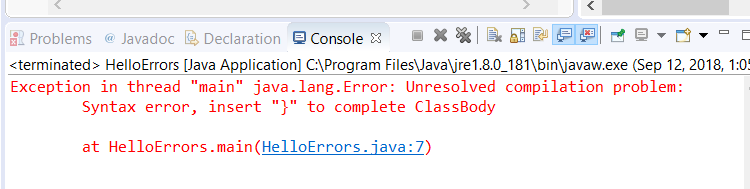 Problems @ Javadoc Declaration Console
<terminated> HelloErrors [Java Application] C:\Program Files\Java\jre1.8.0_181\bin\javaw.exe (Sep 12, 2018, 1:05
Exception in thread "main" java.lang.Error: Unresolved compilation problem:
Syntax error, insert "}" to complete ClassBody
at HelloErrors.main(HelloErrors.java:7)